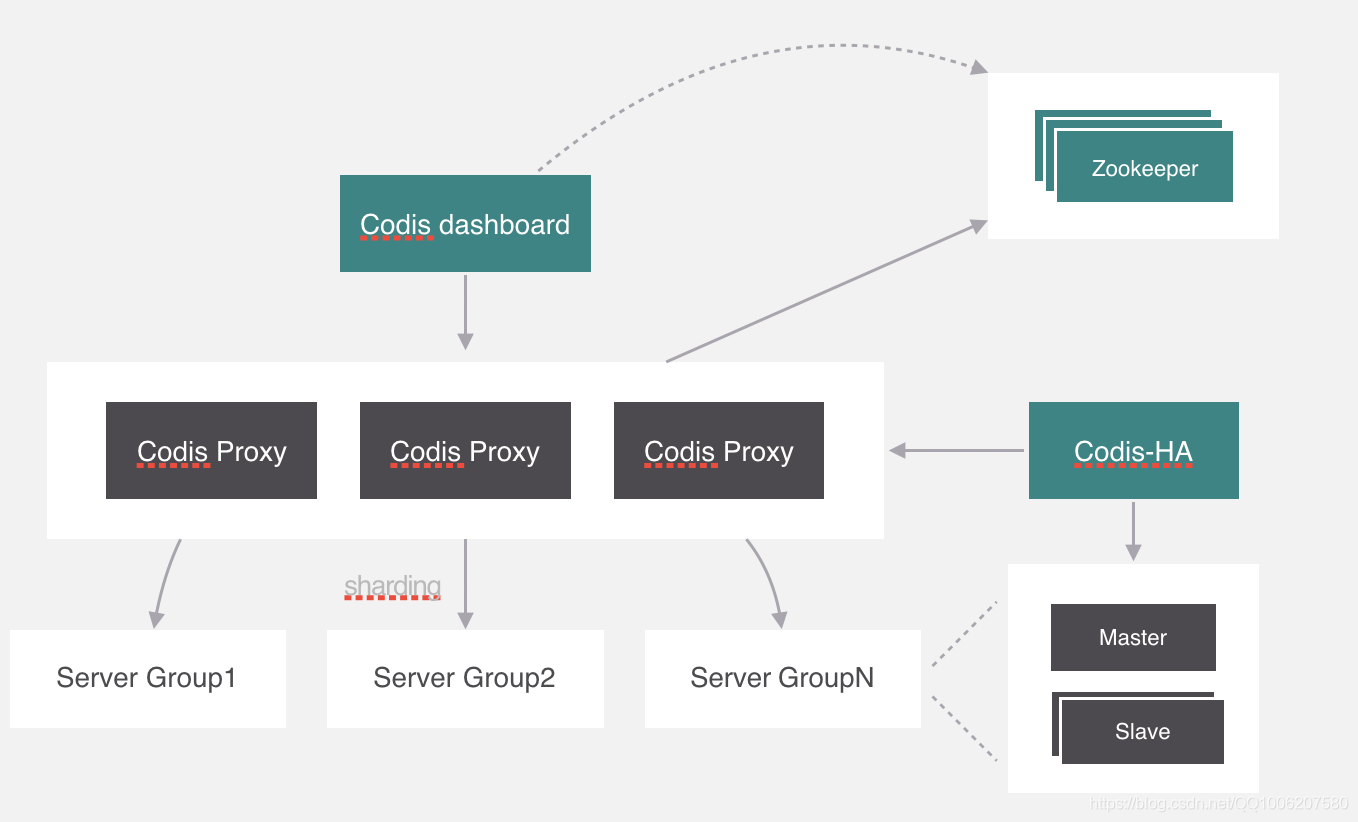 Zookeeper
Codis dashboard
Codis Proxy
Codis Proxy
Codis Proxy
Codis-HA
sharding
Master
Server Group1
Server Group2
Server GroupN
Slave
https://blog.csdn.net/QQ1006207580